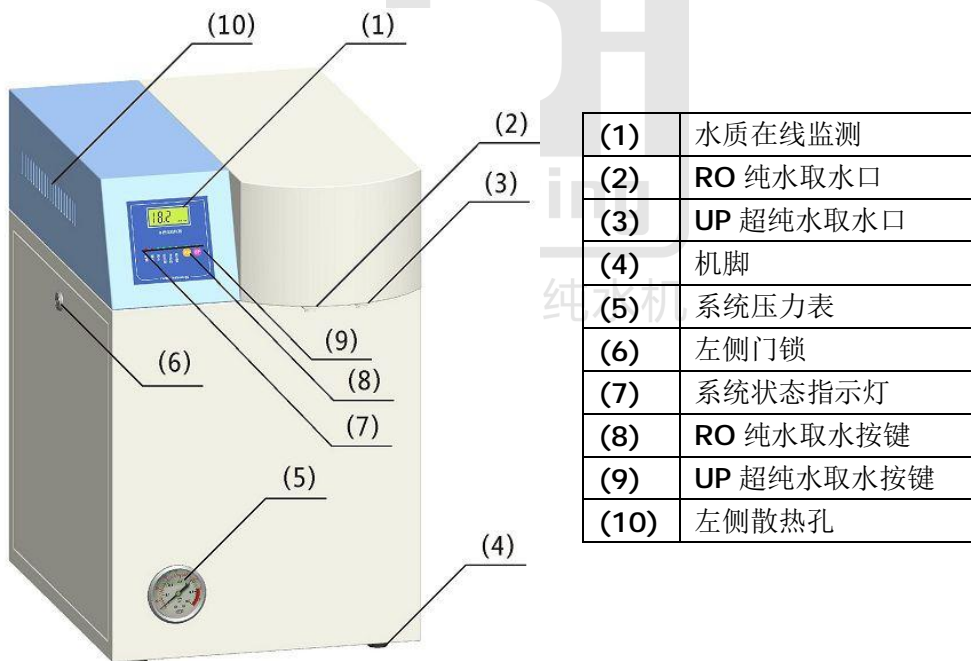 (10)
(1)
(2)
(3)
18.2
(9)
(6)
(8)
(7)
(5)
(4)
(1) 水质在线监测
(2) RO 纯水取水口
(3) UP 超纯水取水口
(4) 机脚
(5) 系统压力表
(6) 左侧门锁
(7) 系统状态指示灯
(8) RO 纯水取水按键
(9) UP 超纯水取水按键
(10) 左侧散热孔
ing
纯水机